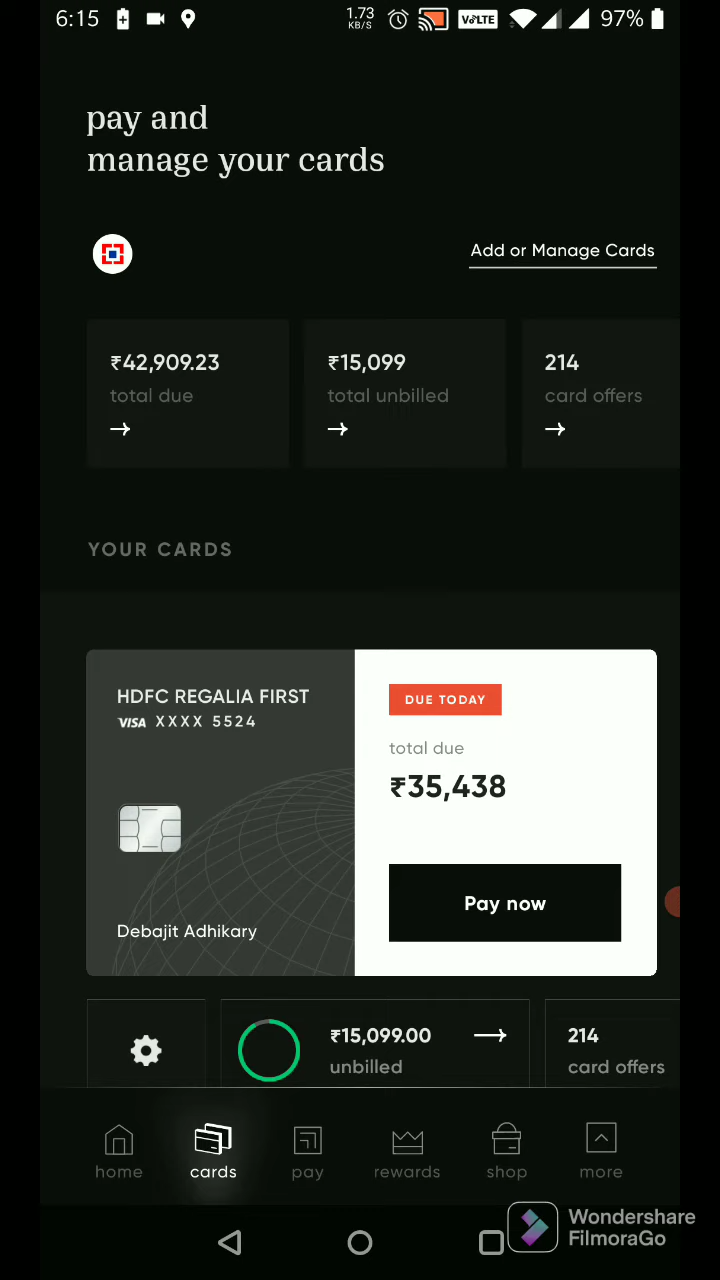 6:15
1.73
KB/S
VoLTE
97%
pay and
manage your cards
Add or Manage Cards
₹42,909.23
total due
₹15,099
total unbilled
214
card offers
YOUR CARDS
HDFC REGALIA FIRST
VISA XXXX 5524
Debajit Adhikary
DUE TODAY
total due
₹35,438
Pay now
₹15,099.00
unbilled
214
card offers
home
cards
pay
rewards
shop
more
Wondershare
FilmoraGo